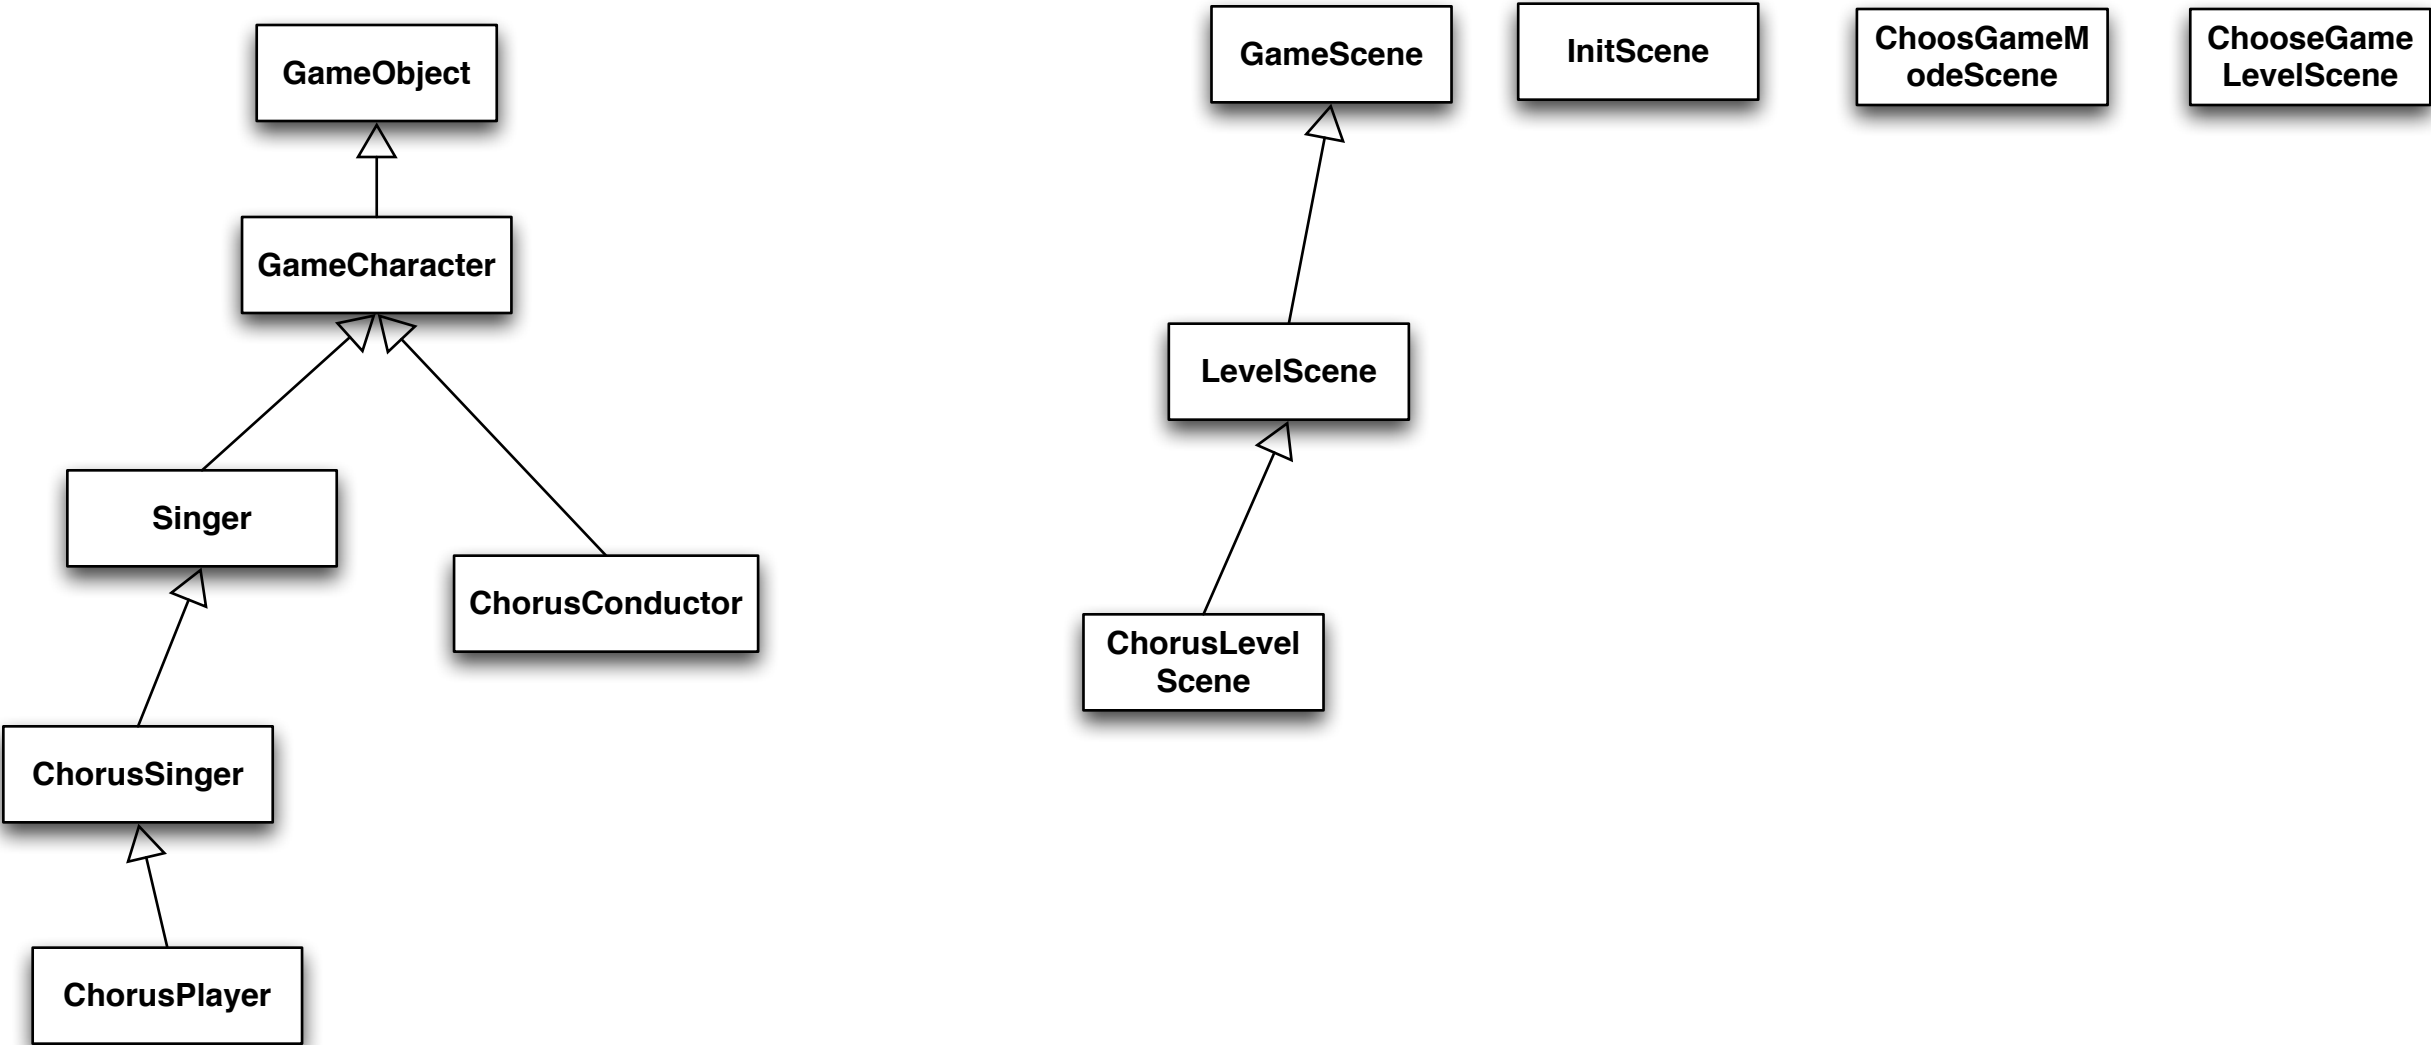 GameObject
GameScene
InitScene
ChoosGameM
odeScene
ChooseGame
LevelScene
GameCharacter
LevelScene
Singer
ChorusConductor
ChorusLevel
Scene
ChorusSinger
ChorusPlayer